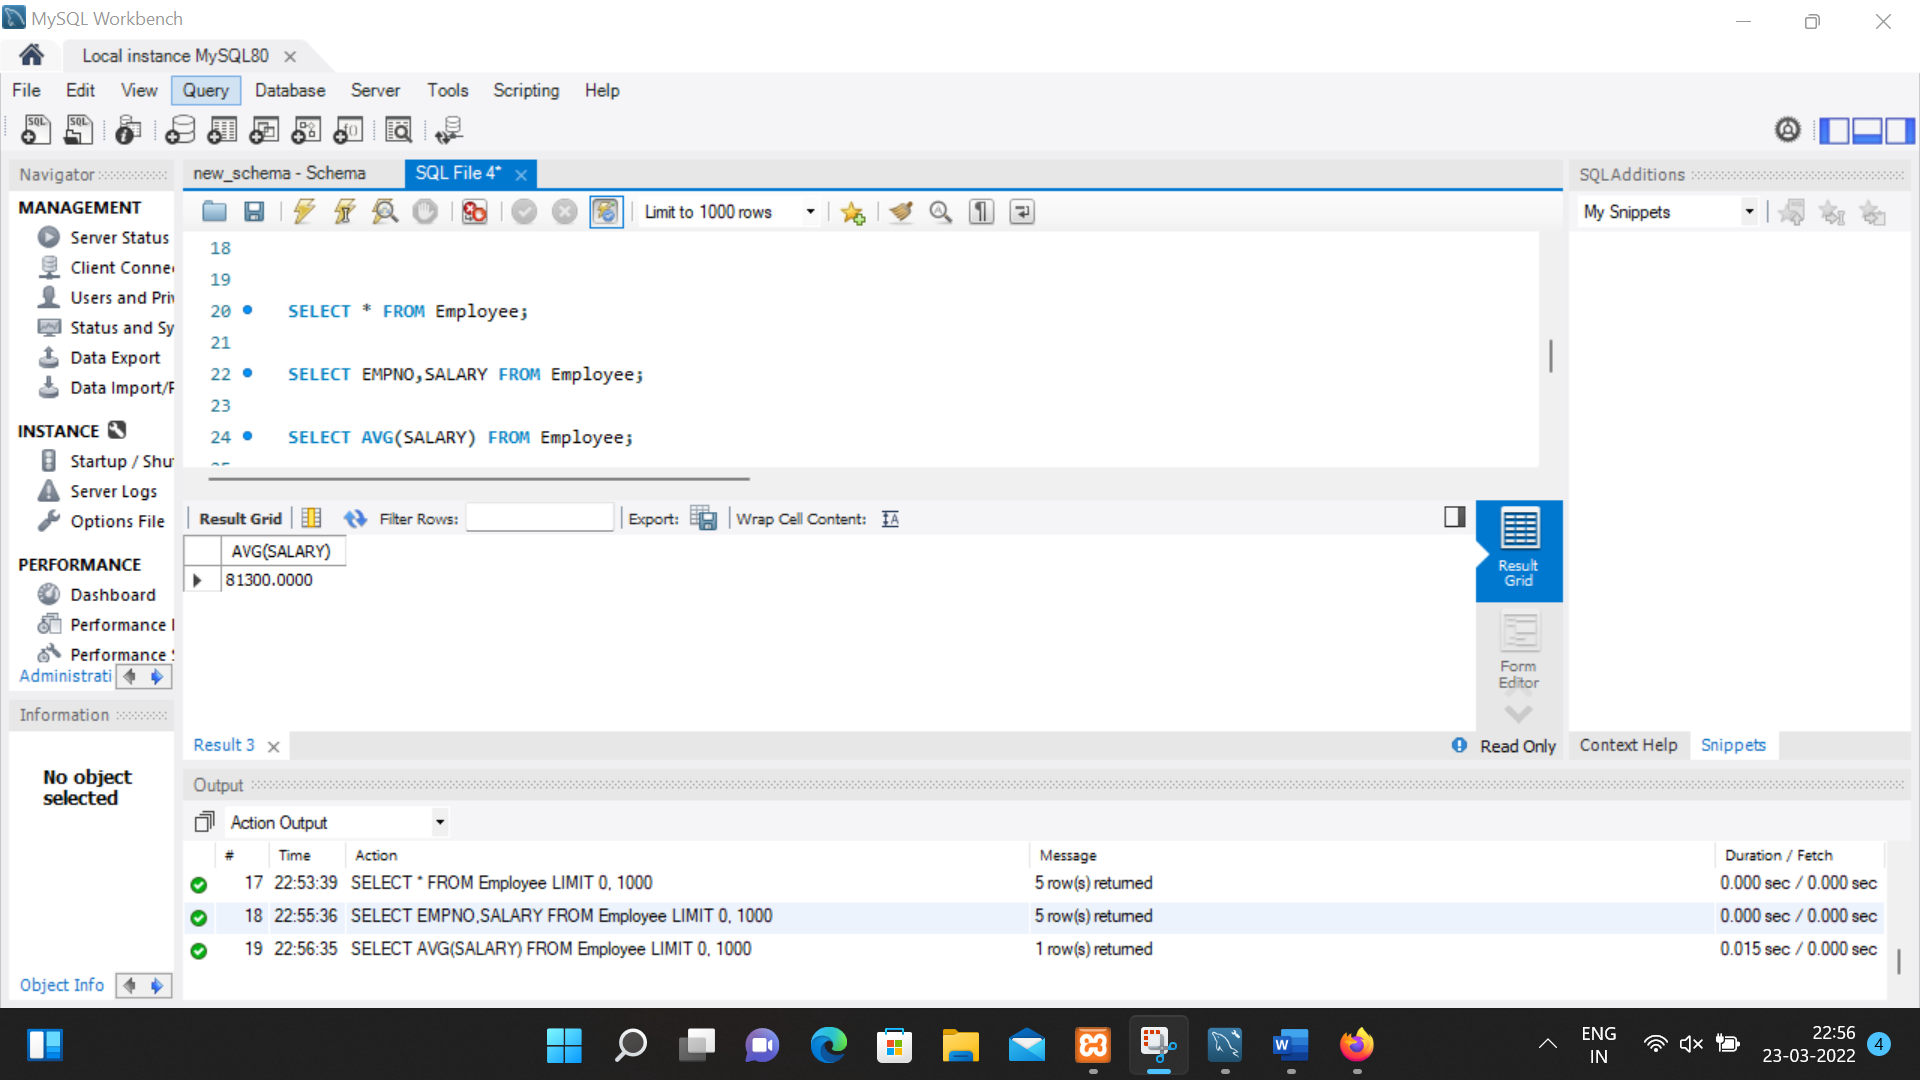 MySQL Workbench
Local instance MySQL80
File Edit View Query Database Server Tools Scripting Help
Navigator
MANAGEMENT
Server Status
Client Conne
Users and Pri
Status and Sy
Data Export
Data Import/
INSTANCE
Startup / Shu
Server Logs
Options File
PERFORMANCE
Dashboard
Performance
Performance
Administrati
Information
No object
selected
Object Info
new_schema - Schema
SQL File 4*
Limit to 1000 rows
18
19
20 SELECT * FROM Employee;
21
22 SELECT EMPNO,SALARY FROM Employee;
23
24 SELECT AVG(SALARY) FROM Employee;
Result Grid Filter Rows: Export: Wrap Cell Content:
AVG(SALARY)
81300.0000
Result
Grid
Form
Editor
Result 3
Read Only
SQLAdditions
My Snippets
Context Help Snippets
Output
Action Output
# Time Action Message Duration / Fetch
17 22:53:39 SELECT * FROM Employee LIMIT 0, 1000 5 row(s) returned 0.000 sec / 0.000 sec
18 22:55:36 SELECT EMPNO,SALARY FROM Employee LIMIT 0, 1000 5 row(s) returned 0.000 sec / 0.000 sec
19 22:56:35 SELECT AVG(SALARY) FROM Employee LIMIT 0, 1000 1 row(s) returned 0.015 sec / 0.000 sec
ENG
IN
22:56
23-03-2022
4